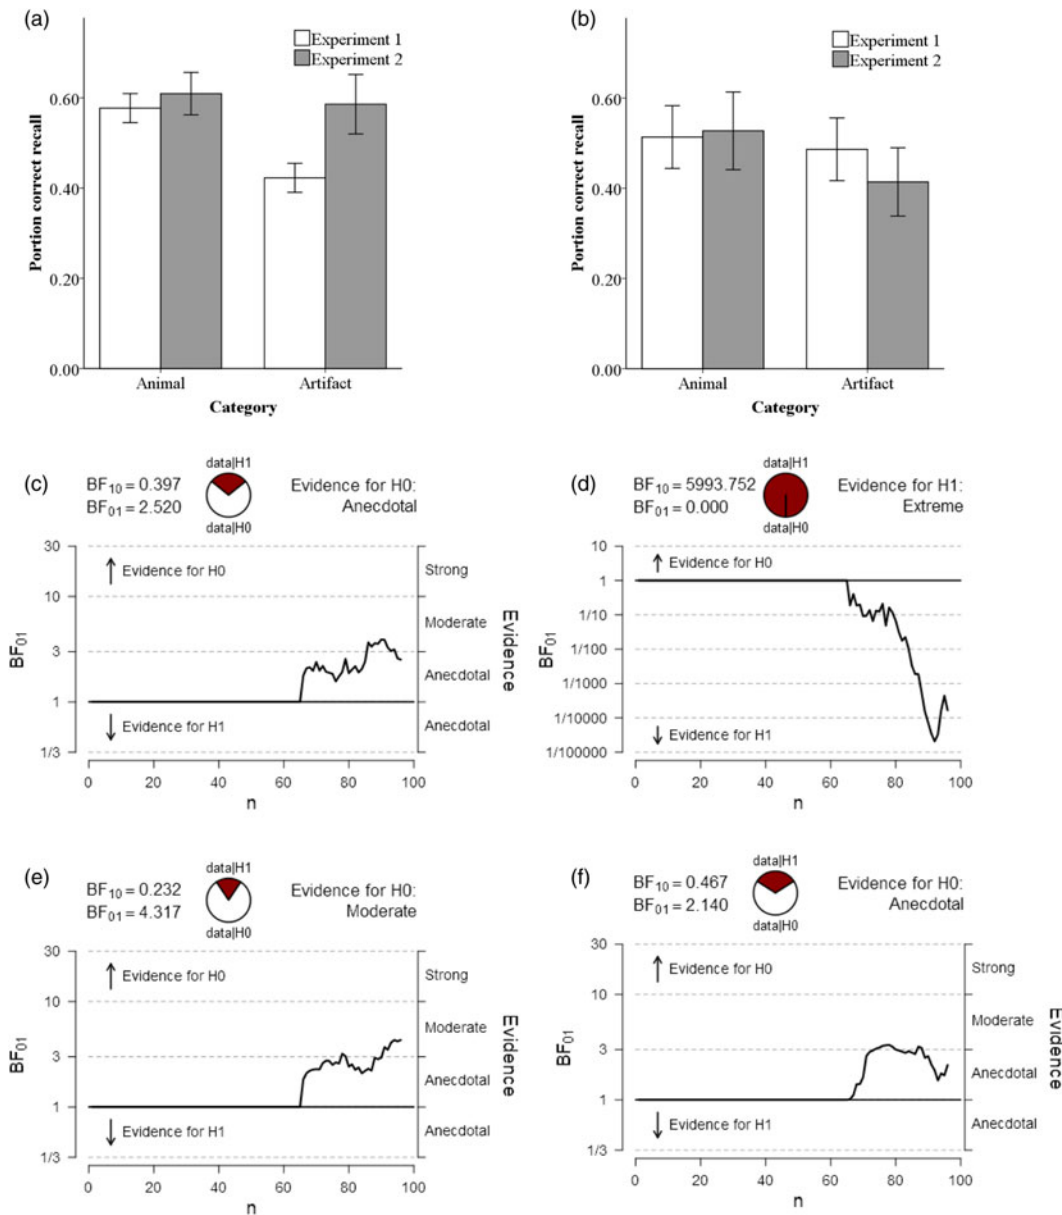 (a)
Experiment 1
Experiment 2
Portion correct recall
0.60
0.40
0.20
0.00
Animal
Artifact
Category
(b)
Experiment 1
Experiment 2
Portion correct recall
0.60
0.40
0.20
0.00
Animal
Artifact
Category
(c)
data|H1
BF10 = 0.397
BF01 = 2.520
data|H0
Evidence for H0:
Anecdotal
30
10
3
1
1/3
BF01
Evidence for H0
Evidence for H1
Strong
Moderate
Anecdotal
Anecdotal
Evidence
0 20 40 60 80 100
n
(d)
data|H1
BF10 = 5993.752
BF01 = 0.000
data|H0
Evidence for H1:
Extreme
10
1
1/10
1/100
1/1000
1/10000
1/100000
BF01
Evidence for H0
Evidence for H1
0 20 40 60 80 100
n
(e)
data|H1
BF10 = 0.232
BF01 = 4.317
data|H0
Evidence for H0:
Moderate
30
10
3
1
1/3
BF01
Evidence for H0
Evidence for H1
Strong
Moderate
Anecdotal
Anecdotal
Evidence
0 20 40 60 80 100
n
(f)
data|H1
BF10 = 0.467
BF01 = 2.140
data|H0
Evidence for H0:
Anecdotal
30
10
3
1
1/3
BF01
Evidence for H0
Evidence for H1
Strong
Moderate
Anecdotal
Anecdotal
Evidence
0 20 40 60 80 100
n